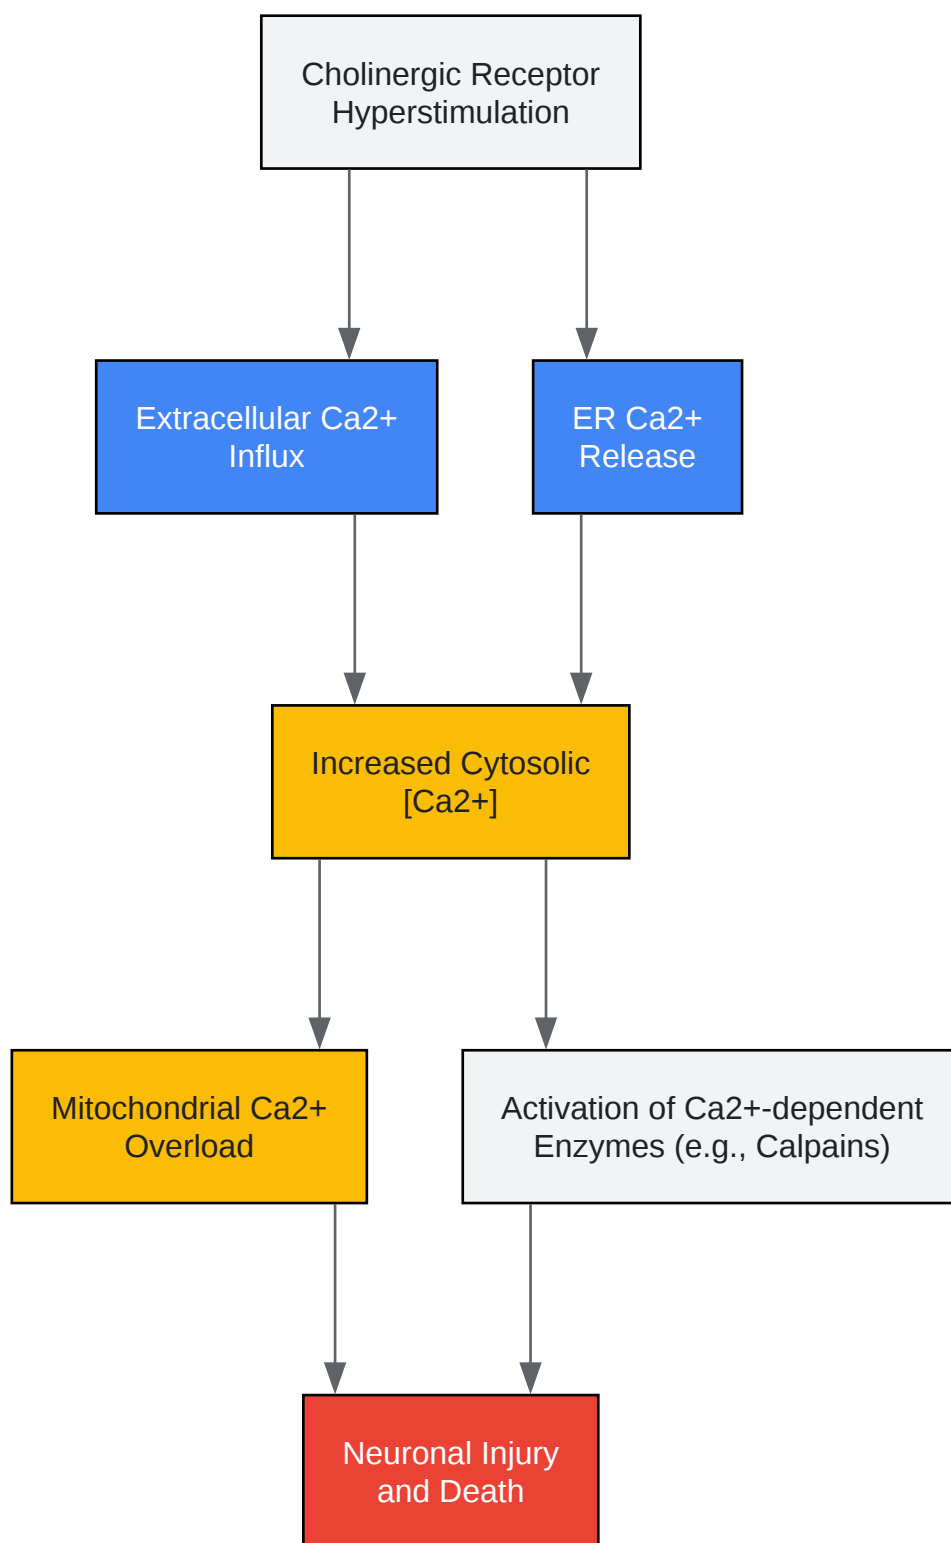 Cholinergic Receptor
Hyperstimulation
Extracellular Ca2+
Influx
ER Ca2+
Release
Increased Cytosolic
[Ca2+]
Mitochondrial Ca2+
Overload
Activation of Ca2+-dependent
Enzymes (e.g., Calpains)
Neuronal Injury
and Death